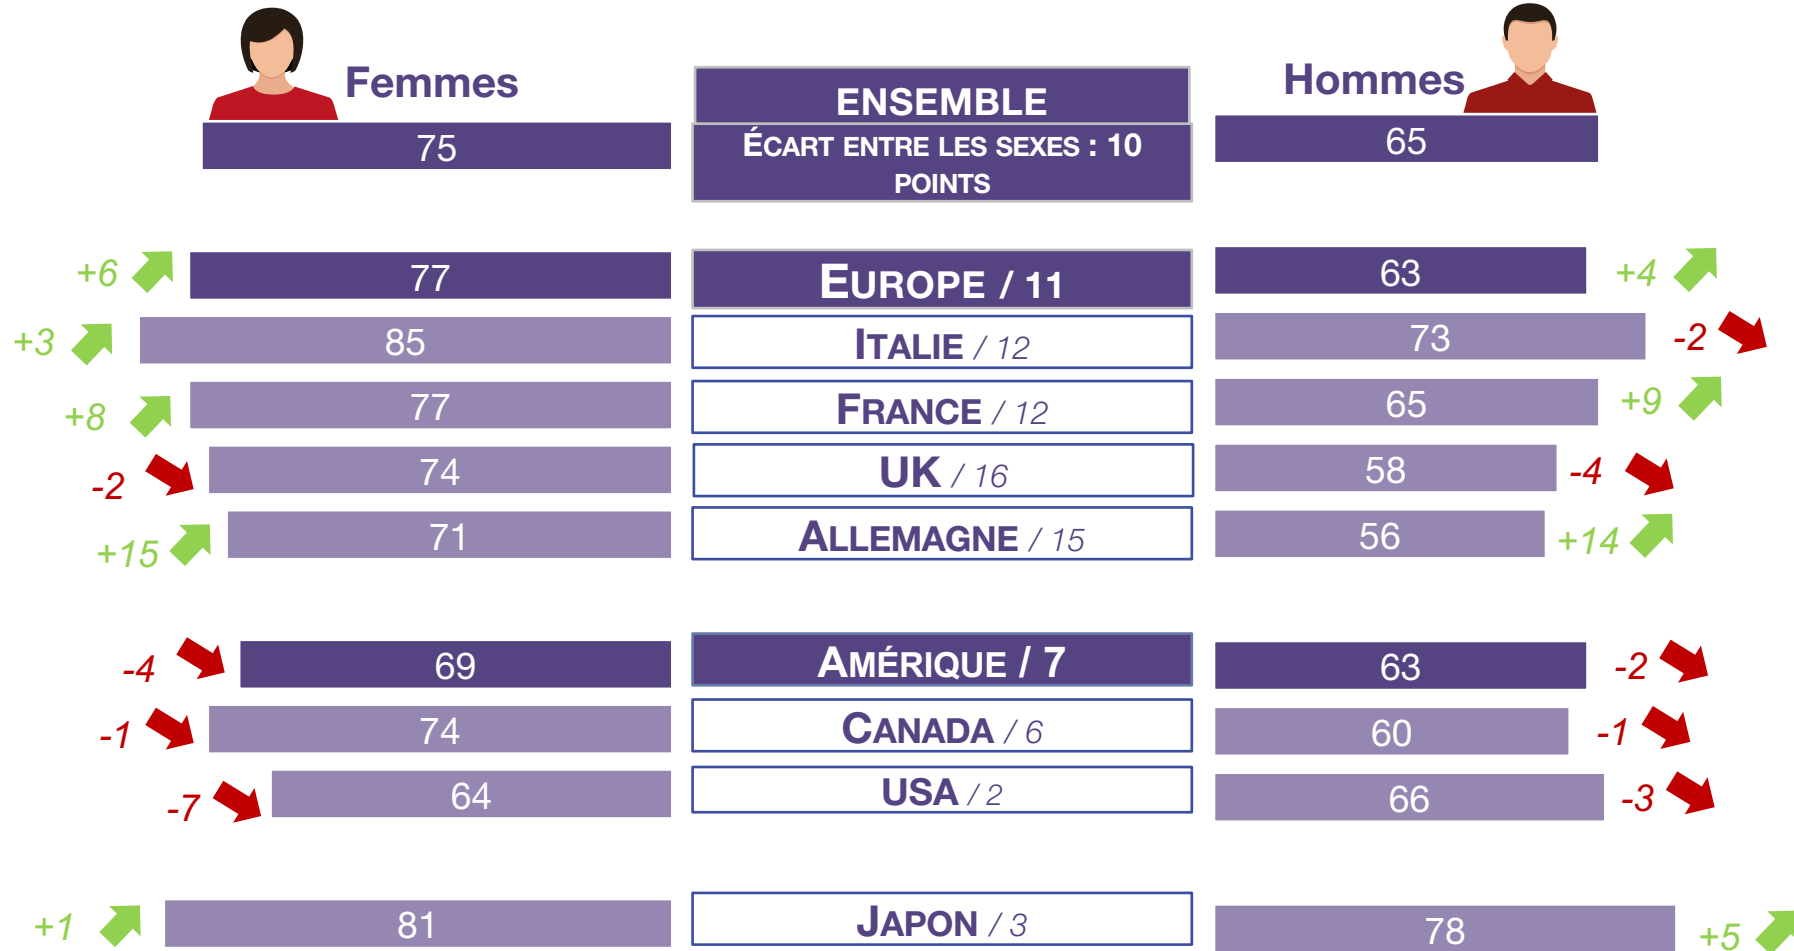 Femmes
Hommes
ENSEMBLE
75
ÉCART ENTRE LES SEXES : 10
POINTS
65
+6 77 EUROPE / 11 63 +4
+3 85 ITALIE / 12 73 -2
+8 77 FRANCE / 12 65 +9
-2 74 UK / 16 58 -4
+15 71 ALLEMAGNE / 15 56 +14
-4 69 AMÉRIQUE / 7 63 -2
-1 74 CANADA / 6 60 -1
-7 64 USA / 2 66 -3
+1 81 JAPON / 3 78 +5